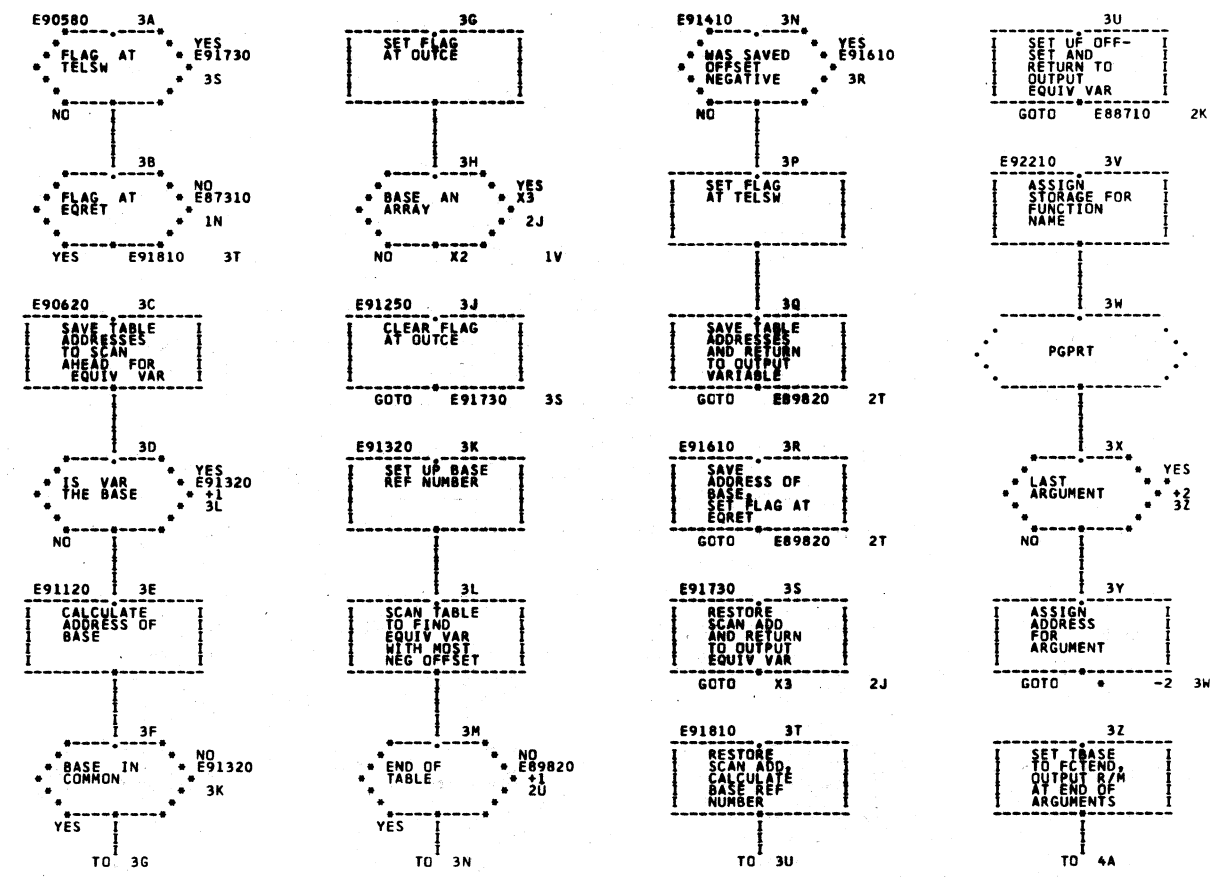 E90580 3A
FLAG AT
TELSW
YES
E91730
3S
NO
3B
FLAG AT
EQRET
NO
E87310
1N
YES E91810 3T
E90620 3C
SAVE TABLE
ADDRESSES
TO SCAN
AHEAD FOR
EQUIV VAR
3D
IS VAR
THE BASE
YES
E91320
+1
3L
NO
E91120 3E
CALCULATE
ADDRESS OF
BASE
3F
BASE IN
COMMON
NO
E91320
3K
YES
TO 3G
3G
SET FLAG
AT OUTCE
3H
BASE AN
ARRAY
YES
X3
2J
NO X2 1V
E91250 3J
CLEAR FLAG
AT OUTCE
GOTO E91730 3S
E91320 3K
SET UP BASE
REF NUMBER
3L
SCAN TABLE
TO FIND
EQUIV VAR
WITH MOST
NEG OFFSET
3M
END OF
TABLE
NO
E89820
+1
2U
YES
TO 3N
E91410 3N
WAS SAVED
OFFSET
NEGATIVE
YES
E91610
3R
NO
3P
SET FLAG
AT TELSW
3Q
SAVE TABLE
ADDRESSES
AND RETURN
TO OUTPUT
VARIABLE
GOTO E89820 2T
E91610 3R
SAVE
ADDRESS OF
BASE,
SET FLAG AT
EQRET
GOTO E89820 2T
E91730 3S
RESTORE
SCAN ADD
AND RETURN
TO OUTPUT
EQUIV VAR
GOTO X3 2J
E91810 3T
RESTORE
SCAN ADD,
CALCULATE
BASE REF
NUMBER
TO 3U
3U
SET UP OFF-
SET AND
RETURN TO
OUTPUT
EQUIV VAR
GOTO E88710 2K
E92210 3V
ASSIGN
STORAGE FOR
FUNCTION
NAME
3W
PGPRT
3X
LAST
ARGUMENT
YES
* +2
3Z
NO
3Y
ASSIGN
ADDRESS
FOR
ARGUMENT
GOTO * -2 3W
3Z
SET TBASE
TO FCTEND,
OUTPUT R/M
AT END OF
ARGUMENTS
TO 4A